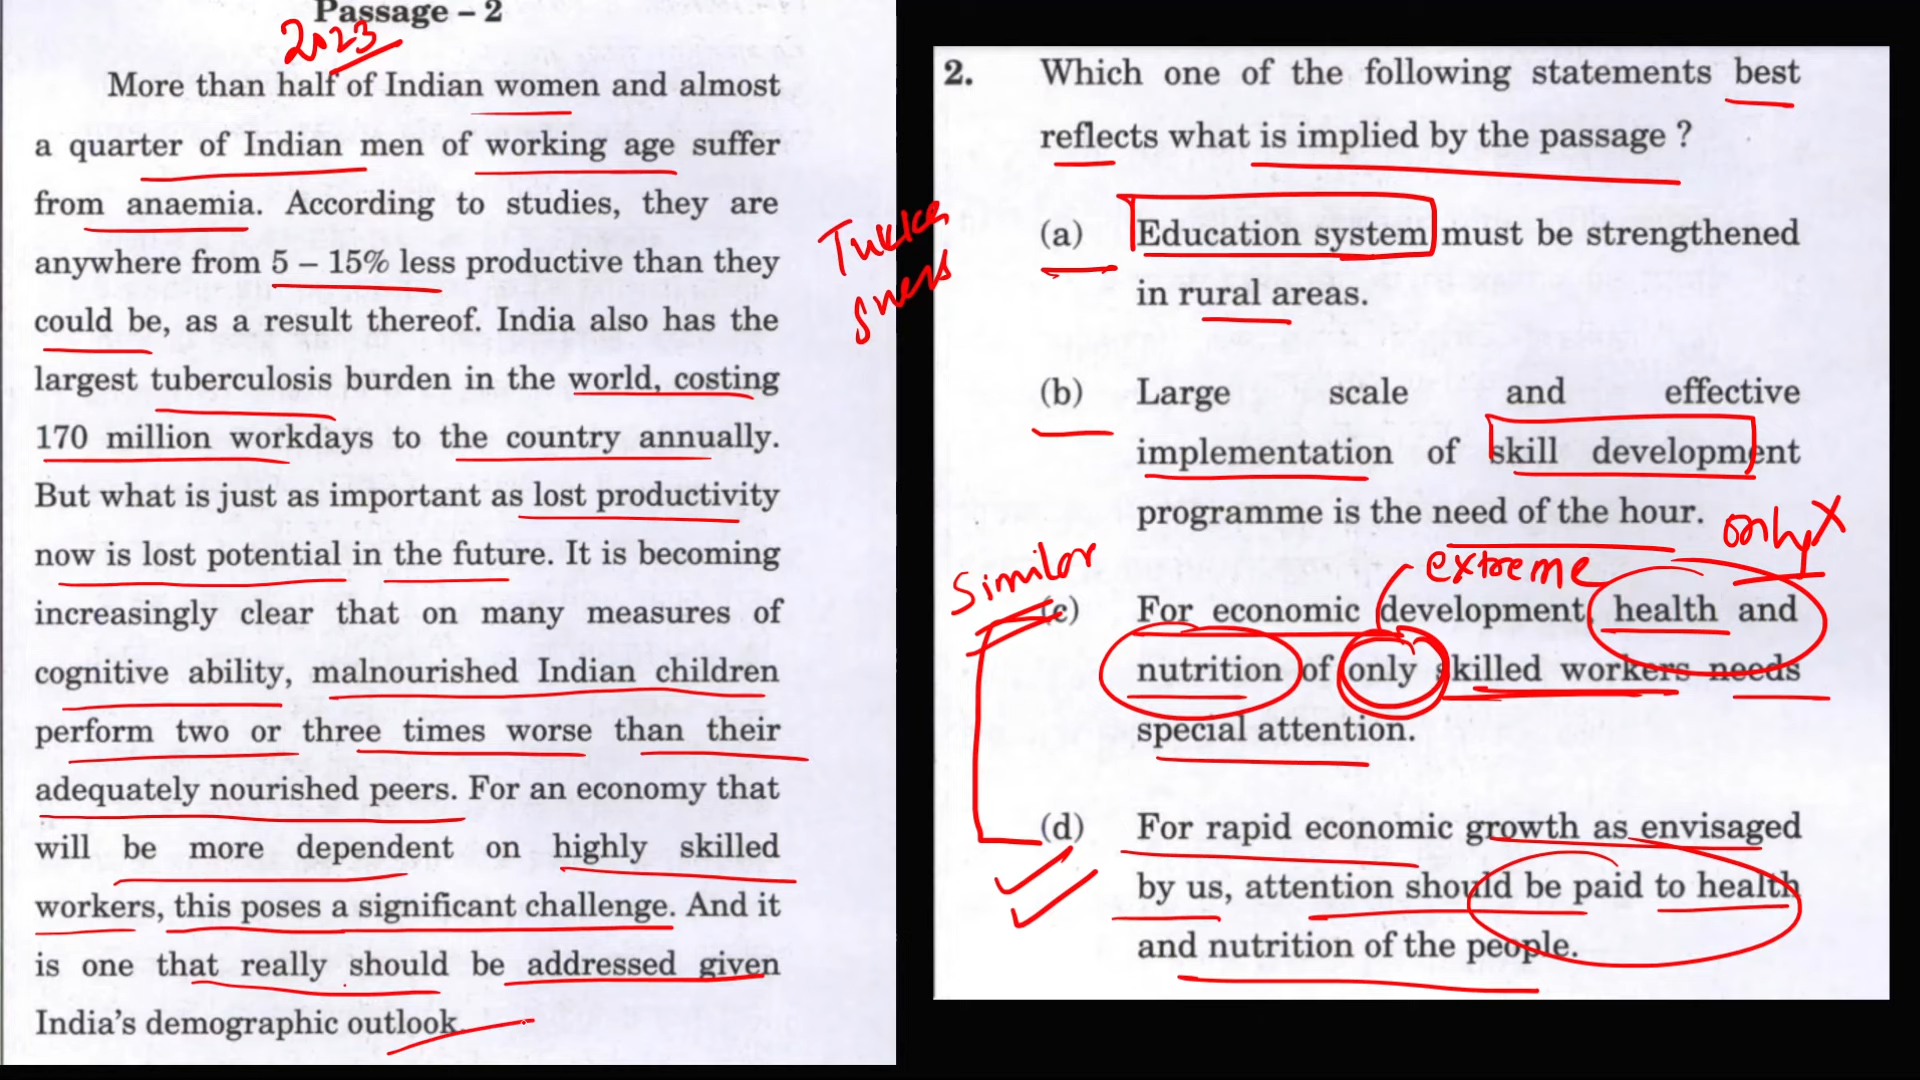 Passage – 2
2023
More than half of Indian women and almost
a quarter of Indian men of working age suffer
from anaemia. According to studies, they are
anywhere from 5 – 15% less productive than they
could be, as a result thereof. India also has the
largest tuberculosis burden in the world, costing
170 million workdays to the country annually.
But what is just as important as lost productivity
now is lost potential in the future. It is becoming
increasingly clear that on many measures of
cognitive ability, malnourished Indian children
perform two or three times worse than their
adequately nourished peers. For an economy that
will be more dependent on highly skilled
workers, this poses a significant challenge. And it
is one that really should be addressed given
India's demographic outlook.
Tukka
2. Which one of the following statements best
reflects what is implied by the passage ?
(a) Education system must be strengthened
in rural areas.
(b) Large scale and effective
implementation of skill development
programme is the need of the hour.
only X
extreme
Similar
(c) For economic development, health and
nutrition of only skilled workers needs
special attention.
(d) For rapid economic growth as envisaged
by us, attention should be paid to health
and nutrition of the people.